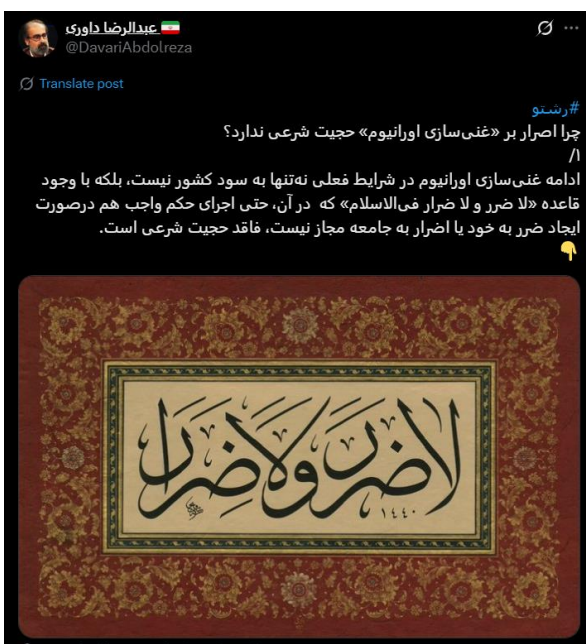 عبدالرضا داوری
@DavariAbdolreza
Translate post
#رشتو
چرا اصرار بر «غنی‌سازی اورانیوم» حجیت شرعی ندارد؟
۱/
ادامه غنی‌سازی اورانیوم در شرایط فعلی نه‌تنها به سود کشور نیست، بلکه با وجود
قاعده «لا ضرر و لا ضرار فی‌الاسلام» که در آن، حتی اجرای حکم واجب هم درصورت
ایجاد ضرر به خود یا اضرار به جامعه مجاز نیست، فاقد حجیت شرعی است.
👇
لا ضرر ولا ضرار
١٤٤٠